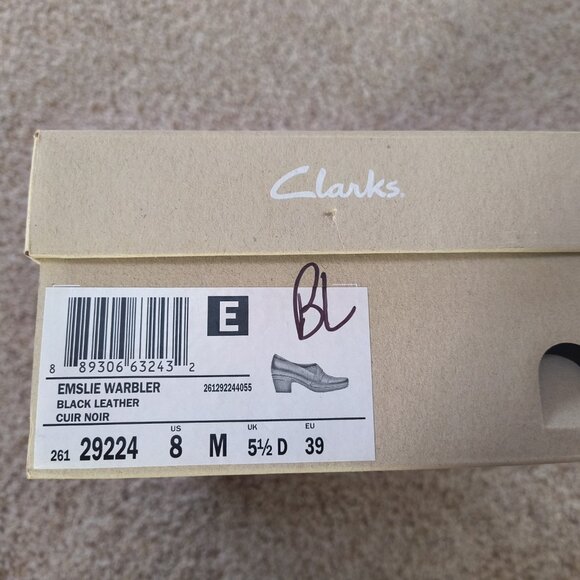 Clarks.
BL
E
8 89306 63243 2
EMSLIE WARBLER 261292244055
BLACK LEATHER
CUIR NOIR
US UK EU
261 29224 8 M 5½ D 39